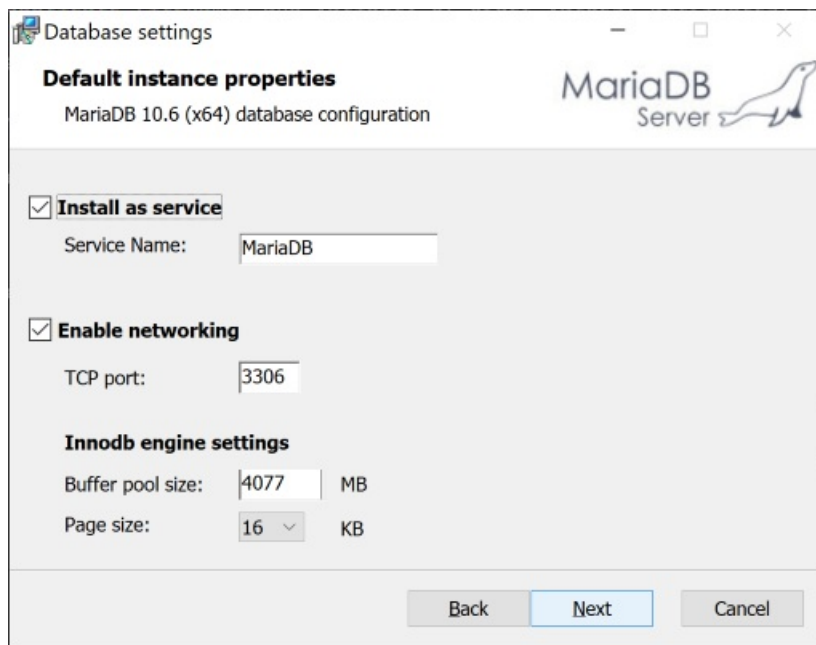 Database settings
Default instance properties
MariaDB 10.6 (x64) database configuration
MariaDB
Server
Install as service
Service Name: MariaDB
Enable networking
TCP port: 3306
Innodb engine settings
Buffer pool size: 4077 MB
Page size: 16 KB
Back Next Cancel